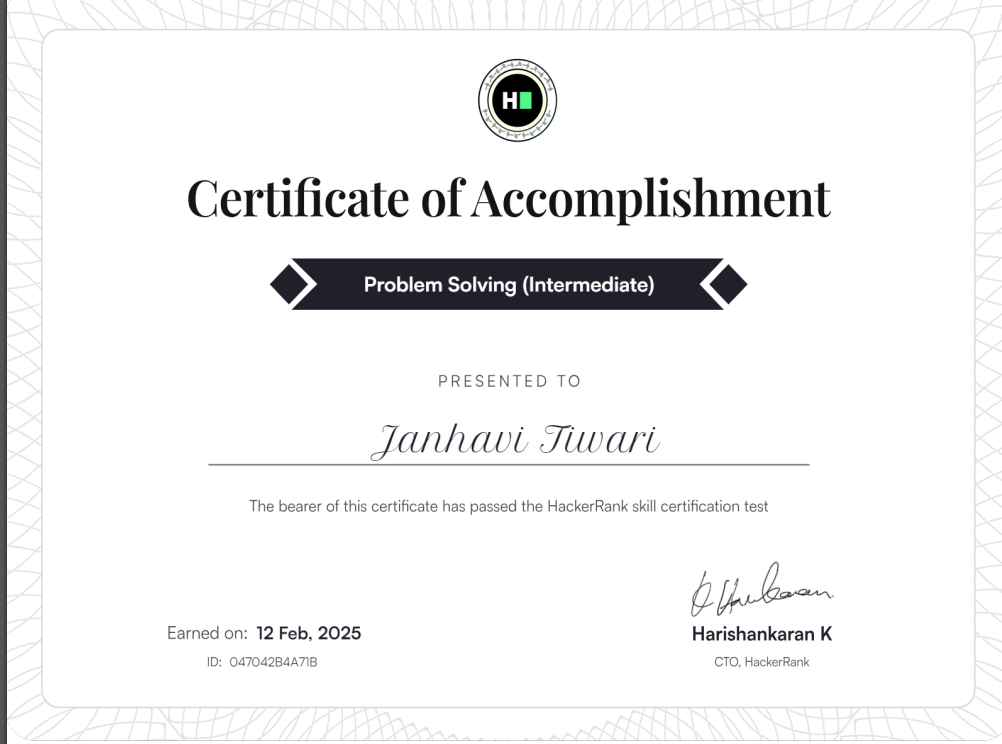 H
Certificate of Accomplishment
Problem Solving (Intermediate)
PRESENTED TO
Janhavi Tiwari
The bearer of this certificate has passed the HackerRank skill certification test
Earned on: 12 Feb, 2025
ID: 047042B4A71B
Harishankaran K
CTO, HackerRank